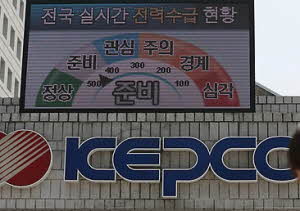 전국 실시간 전력수급 현황
관심 주의
준비 경계
400 300 200
500 100
정상 준비 심각
KEPCO